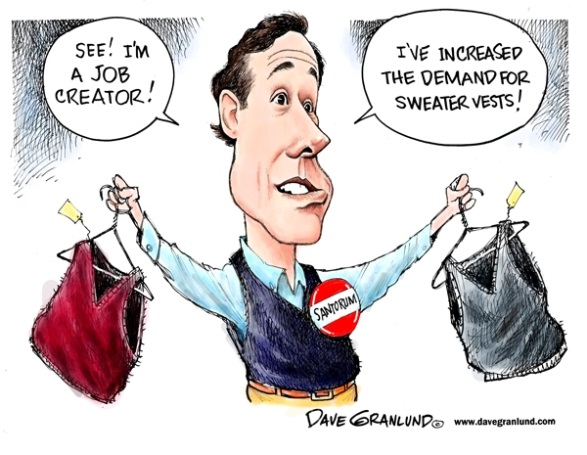 SEE! I'M
A JOB
CREATOR!
I'VE INCREASED
THE DEMAND FOR
SWEATER VESTS!
SANTORUM
DAVE GRANLUND ©
www.davegranlund.com